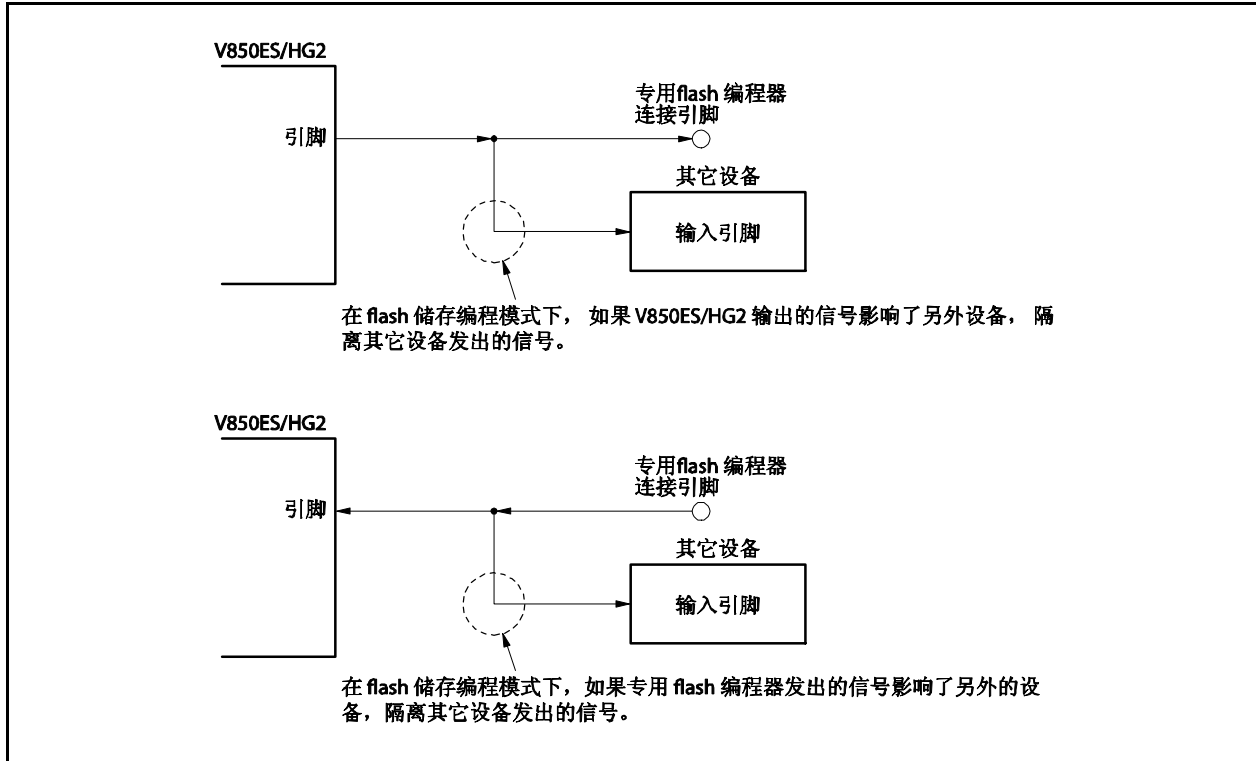 V850ES/HG2
专用flash 编程器
连接引脚
引脚
其它设备
输入引脚
在 flash 储存编程模式下， 如果 V850ES/HG2 输出的信号影响了另外设备， 隔
离其它设备发出的信号。
V850ES/HG2
专用flash 编程器
连接引脚
引脚
其它设备
输入引脚
在 flash 储存编程模式下，如果专用 flash 编程器发出的信号影响了另外的设
备，隔离其它设备发出的信号。